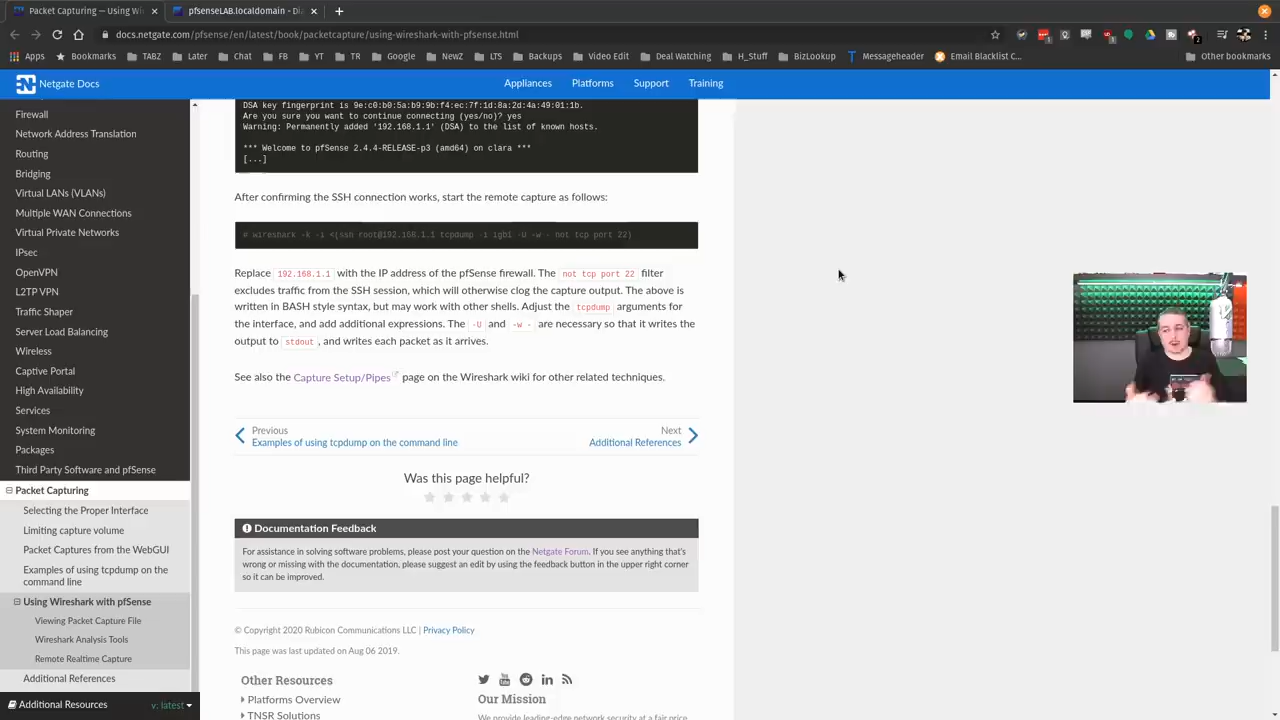 Packet Capturing — Using Wi
pfsenseLAB.localdomain - Di
docs.netgate.com/pfsense/en/latest/book/packetcapture/using-wireshark-with-pfsense.html
Apps
Bookmarks
TABZ
Later
Chat
YT
TR
Google
NewZ
LTS
Backups
Video Edit
Deal Watching
H_Stuff
BizLookup
Messageheader
Email Blacklist C...
Other bookmarks
Netgate Docs
Appliances
Platforms
Support
Training
Firewall
Network Address Translation
Routing
Bridging
Virtual LANs (VLANs)
Multiple WAN Connections
Virtual Private Networks
IPsec
OpenVPN
L2TP VPN
Traffic Shaper
Server Load Balancing
Wireless
Captive Portal
High Availability
Services
System Monitoring
Packages
Third Party Software and pfSense
Packet Capturing
Selecting the Proper Interface
Limiting capture volume
Packet Captures from the WebGUI
Examples of using tcpdump on the
command line
Using Wireshark with pfSense
Viewing Packet Capture File
Wireshark Analysis Tools
Remote Realtime Capture
Additional References
Additional Resources
v: latest
DSA key fingerprint is 9e:c0:b0:5a:b9:9b:f4:ec:7f:1d:8a:2d:4a:49:01:1b.
Are you sure you want to continue connecting (yes/no)? yes
Warning: Permanently added '192.168.1.1' (DSA) to the list of known hosts.
*** Welcome to pfSense 2.4.4-RELEASE-p3 (amd64) on clara ***
[...]
After confirming the SSH connection works, start the remote capture as follows:
# wireshark -k -i <(ssh root@192.168.1.1 tcpdump -i igb1 -U -w - not tcp port 22)
Replace 192.168.1.1 with the IP address of the pfSense firewall. The not tcp port 22 filter
excludes traffic from the SSH session, which will otherwise clog the capture output. The above is
written in BASH style syntax, but may work with other shells. Adjust the tcpdump arguments for
the interface, and add additional expressions. The -U and -w - are necessary so that it writes the
output to stdout , and writes each packet as it arrives.
See also the Capture Setup/Pipes page on the Wireshark wiki for other related techniques.
Previous
Examples of using tcpdump on the command line
Next
Additional References
Was this page helpful?
Documentation Feedback
For assistance in solving software problems, please post your question on the Netgate Forum. If you see anything that's
wrong or missing with the documentation, please suggest an edit by using the feedback button in the upper right corner
so it can be improved.
© Copyright 2020 Rubicon Communications LLC | Privacy Policy
This page was last updated on Aug 06 2019.
Other Resources
Platforms Overview
TNSR Solutions
Our Mission
We provide leading-edge network security at a fair price